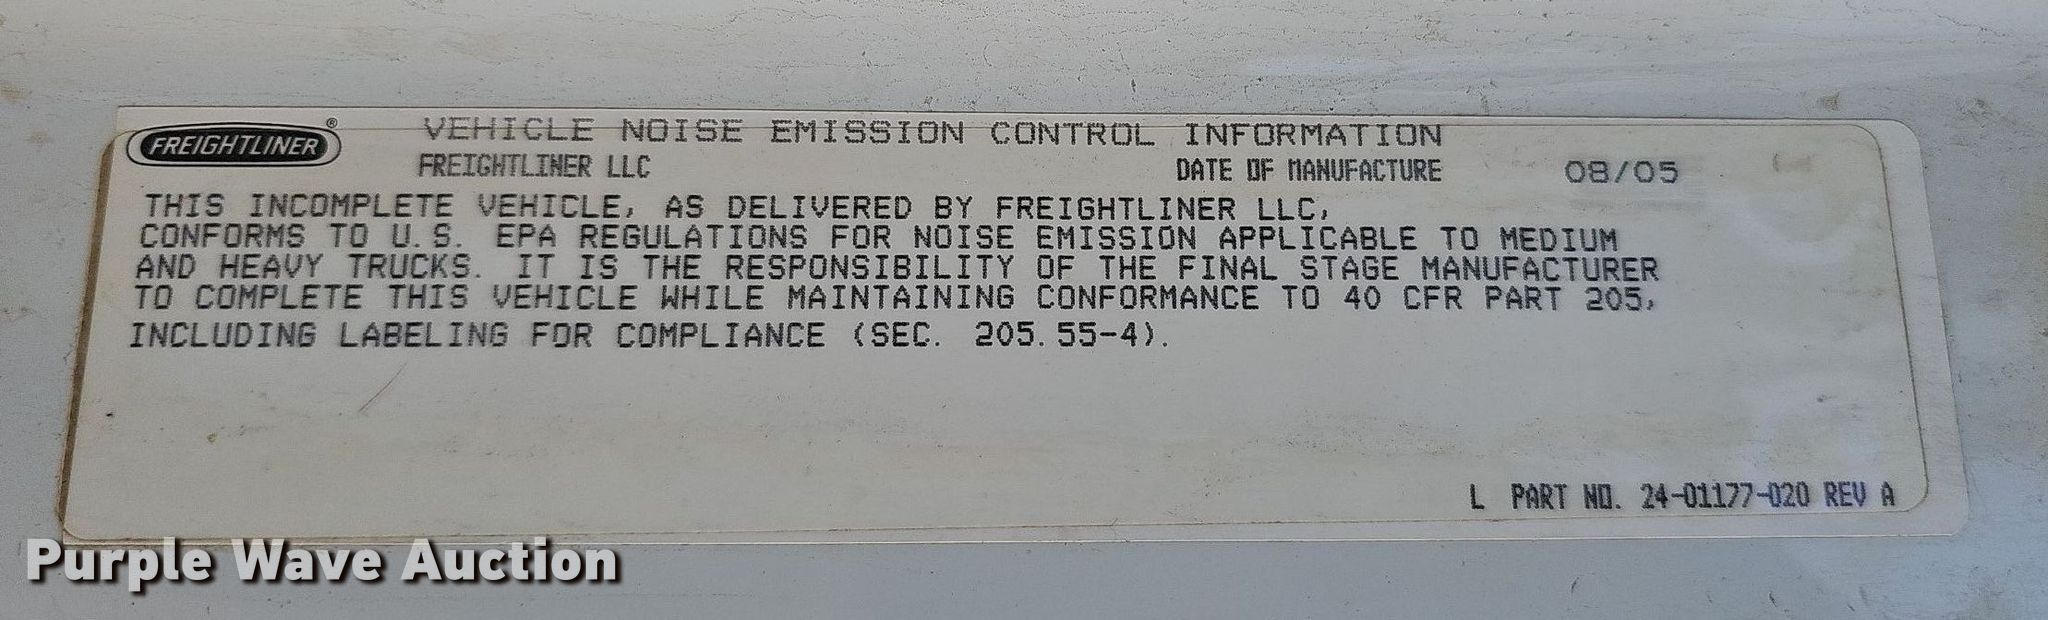 FREIGHTLINER ® VEHICLE NOISE EMISSION CONTROL INFORMATION
FREIGHTLINER LLC DATE OF MANUFACTURE 08/05
THIS INCOMPLETE VEHICLE, AS DELIVERED BY FREIGHTLINER LLC,
CONFORMS TO U.S. EPA REGULATIONS FOR NOISE EMISSION APPLICABLE TO MEDIUM
AND HEAVY TRUCKS. IT IS THE RESPONSIBILITY OF THE FINAL STAGE MANUFACTURER
TO COMPLETE THIS VEHICLE WHILE MAINTAINING CONFORMANCE TO 40 CFR PART 205,
INCLUDING LABELING FOR COMPLIANCE (SEC. 205.55-4).
L PART NO. 24-01177-020 REV A
Purple Wave Auction